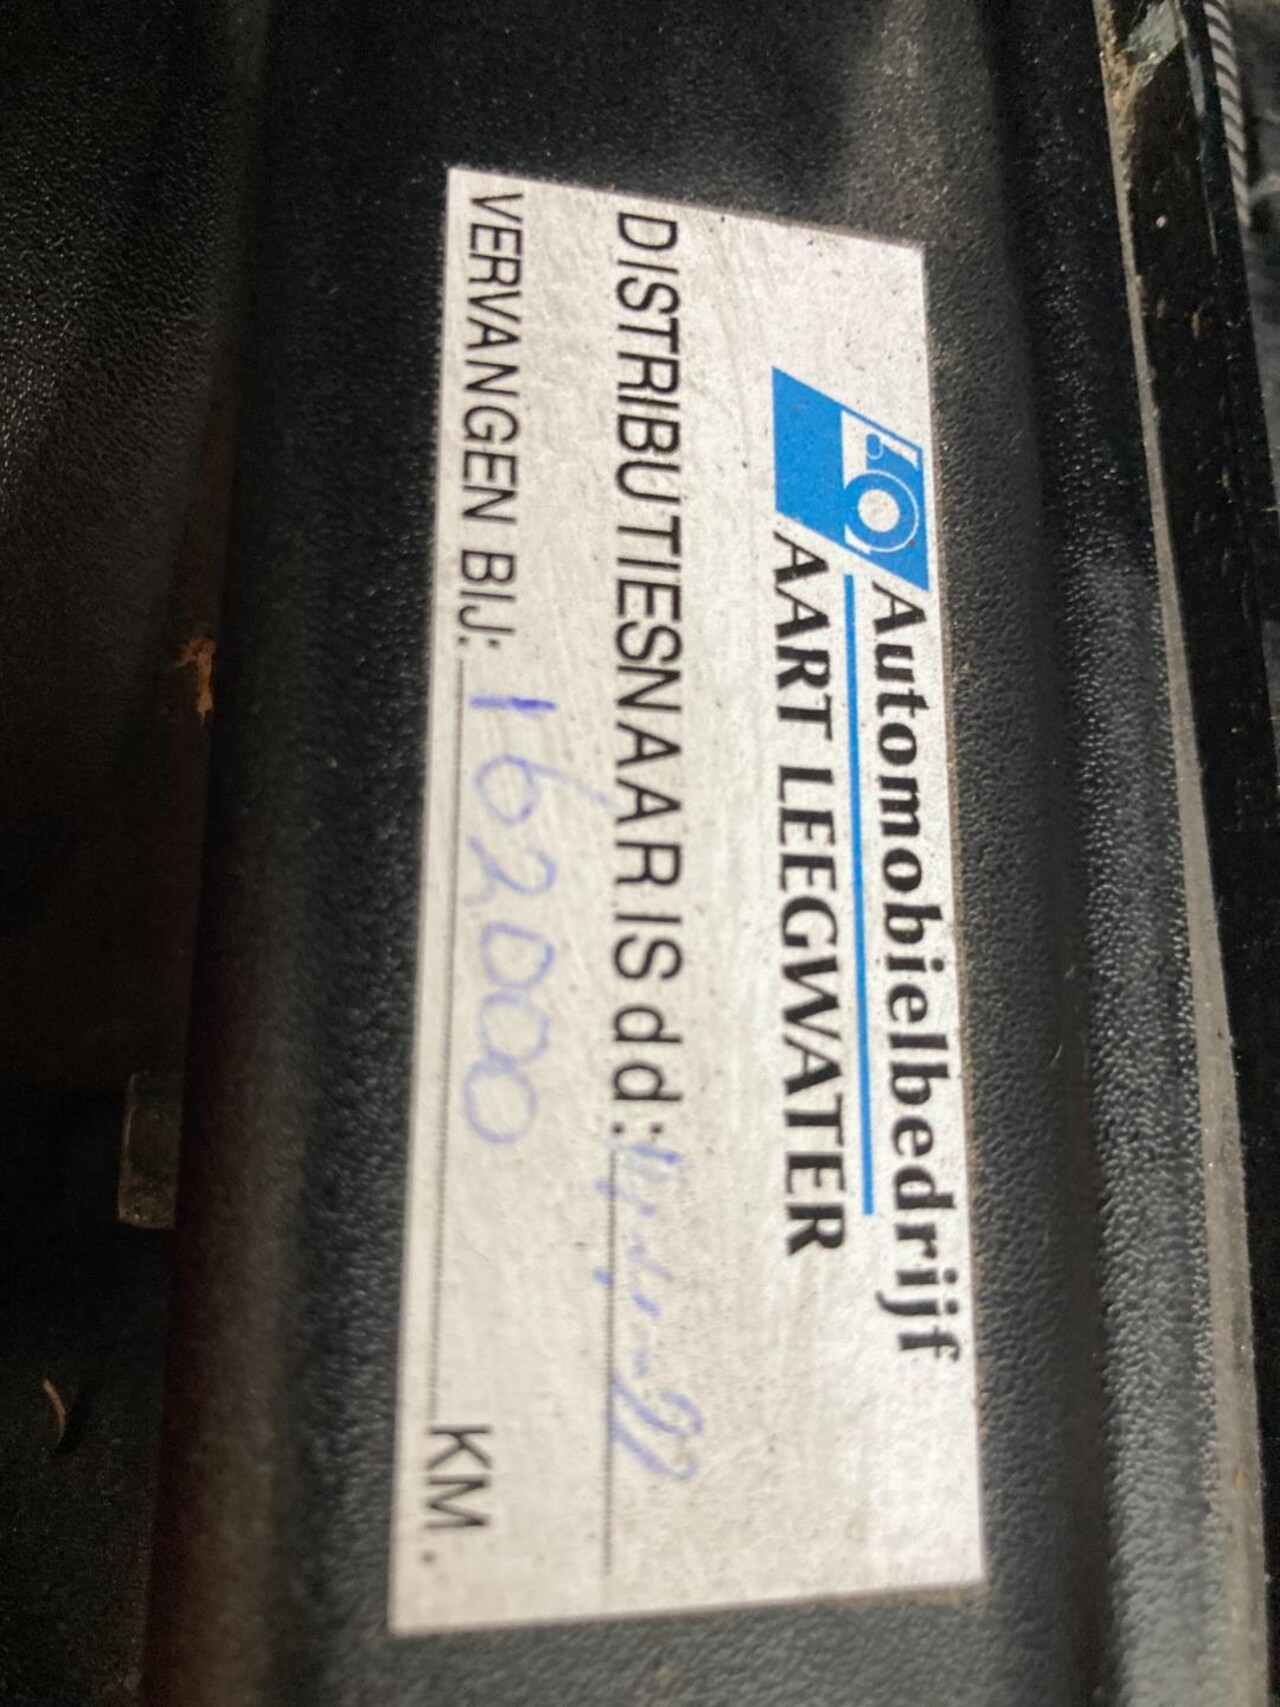 Automobielbedrijf
AART LEEGWATER
DISTRIBUTIESNAAR IS dd:
VERVANGEN BIJ: 162000 KM.